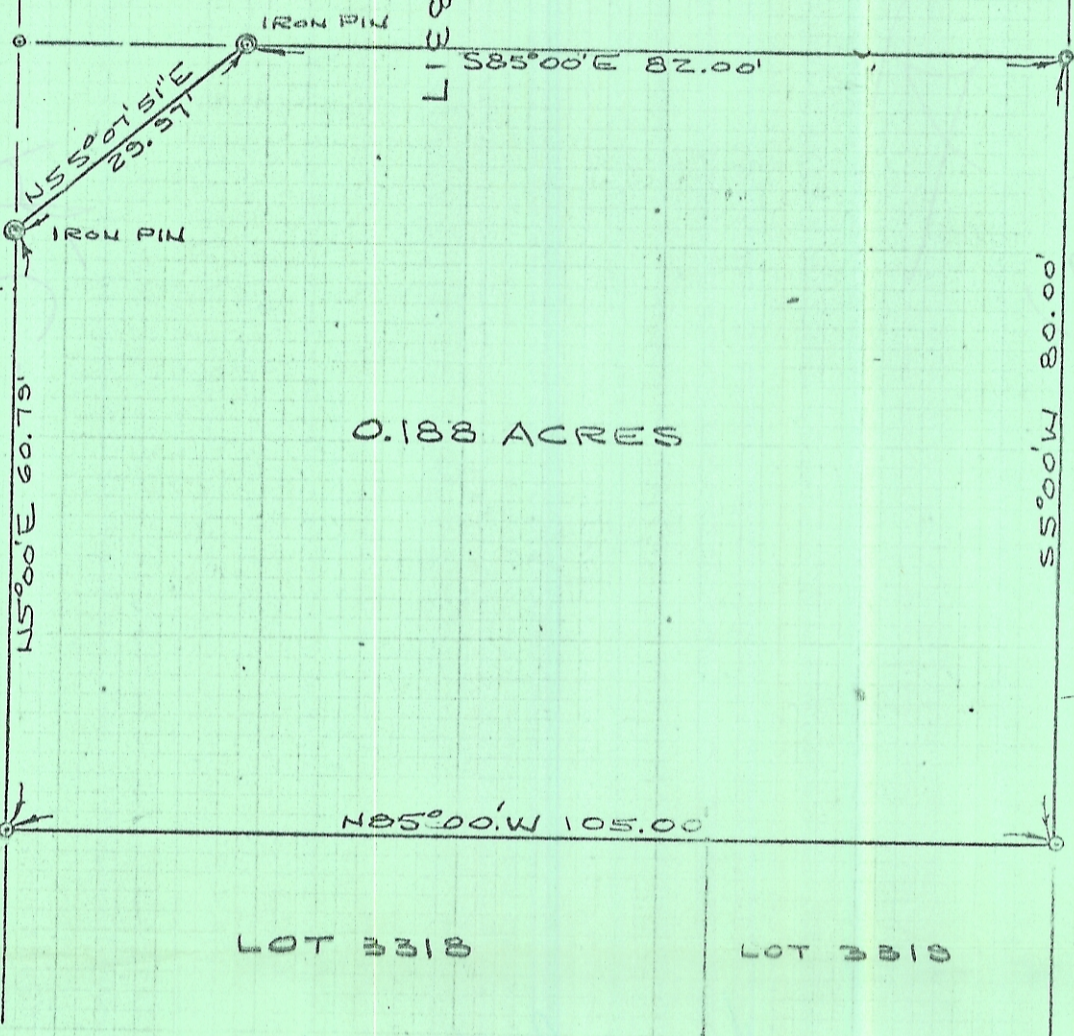 IRON PIN
S85°00'E 82.00'
N55°07'51"E
29.97'
IRON PIN
N5°00'E 60.79'
0.188 ACRES
S5°00'W 80.00'
N85°00'W 105.00
LOT 3318
LOT 3319